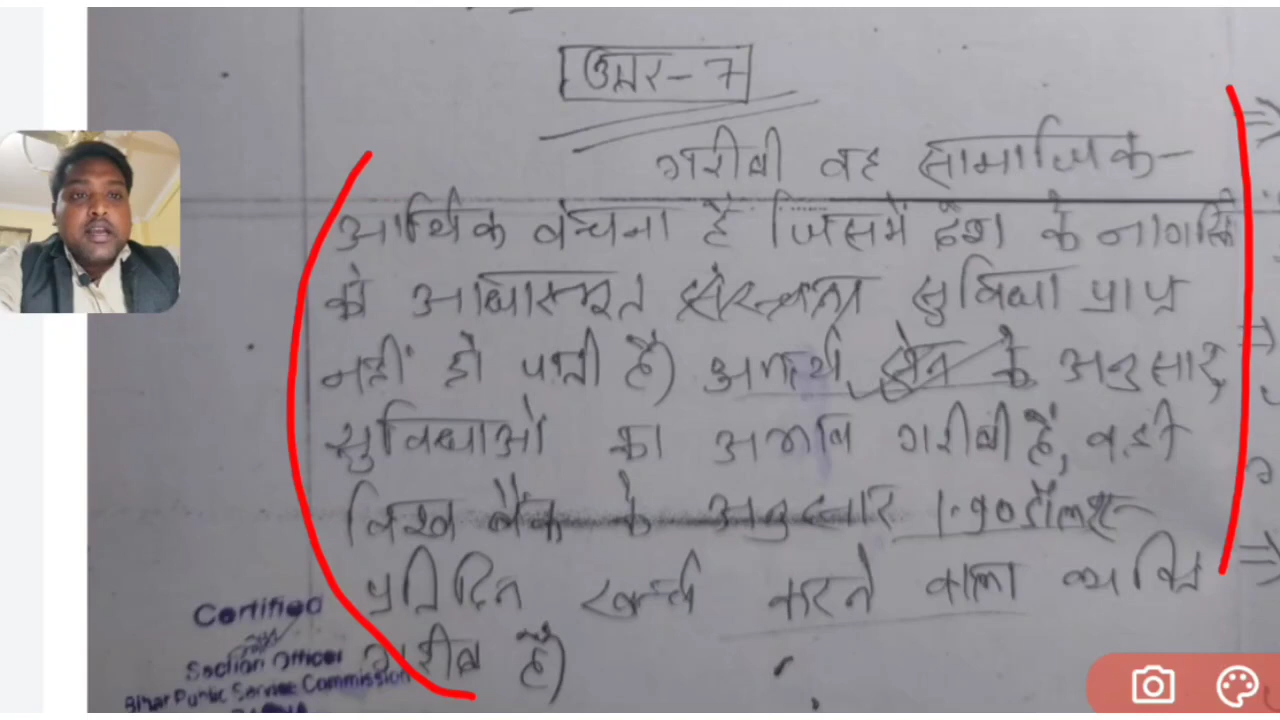 उत्तर-7
गरीबी वह सामाजिक-
आर्थिक वंचना है जिसमें देश के नागरिकों
को आधारभूत संरचना सुविधा प्राप्त
नहीं हो पाती है। अमर्त्य सेन के अनुसार,
सुविधाओं का अभाव गरीबी है, वहीं
विश्व बैंक के अनुसार 1.90 डॉलर
प्रतिदिन खर्च करने वाला व्यक्ति
गरीब है।
Certified
Section Officer
Bihar Public Service Commission